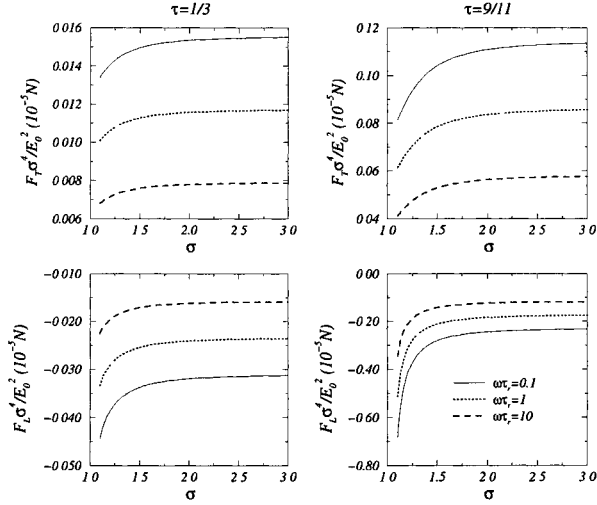 τ=1/3
τ=9/11
0 016
0 014
0 012
0 010
0 008
0 006
F_T σ^4/E_0^2 (10^-5 N)
1 0 1.5 2 0 2.5 3 0
σ
0.12
0.10
0.08
0.06
0 04
F_T σ^4/E_0^2 (10^-5 N)
1 0 1.5 2 0 2 5 3 0
σ
−0 010
−0.020
−0.030
−0.040
−0.050
F_L σ^4/E_0^2 (10^-5 N)
1 0 1 5 2 0 2 5 3 0
σ
0 00
−0.20
−0.40
−0.60
−0.80
F_L σ^4/E_0^2 (10^-5 N)
ωτ_r=0.1
ωτ_r=1
ωτ_r=10
1 0 1 5 2 0 2 5 3 0
σ